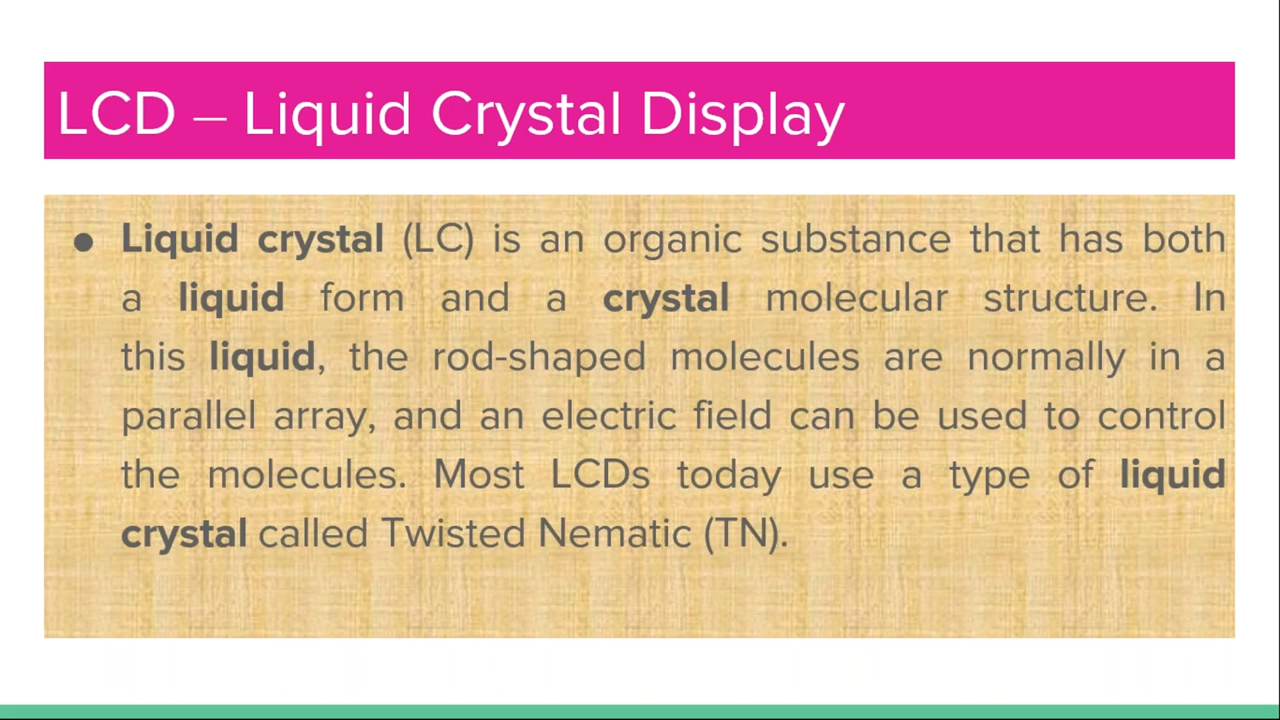 LCD – Liquid Crystal Display
● Liquid crystal (LC) is an organic substance that has both
a liquid form and a crystal molecular structure. In
this liquid, the rod-shaped molecules are normally in a
parallel array, and an electric field can be used to control
the molecules. Most LCDs today use a type of liquid
crystal called Twisted Nematic (TN).